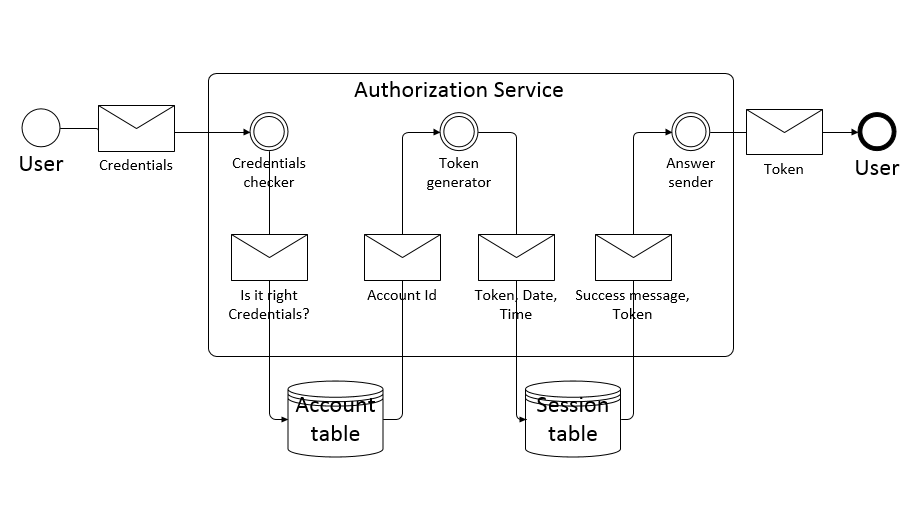 Authorization Service
User
Credentials
Credentials
checker
Token
generator
Answer
sender
Token
User
Is it right
Credentials?
Account Id
Token, Date,
Time
Success message,
Token
Account
table
Session
table